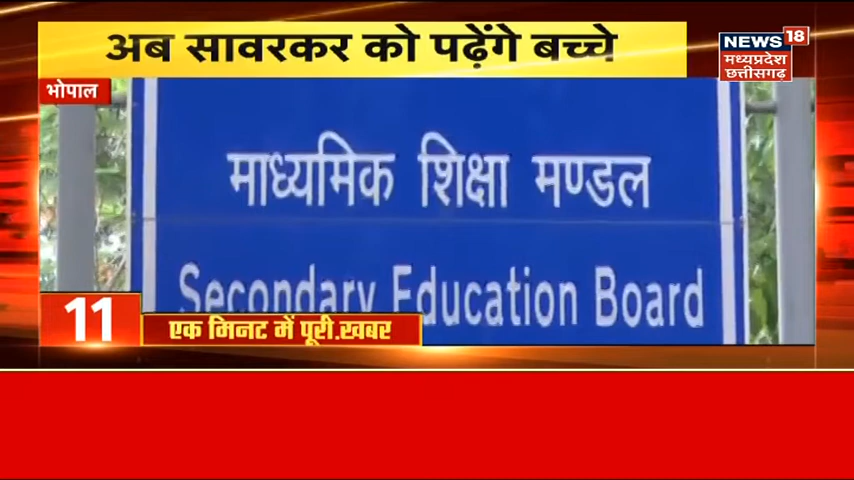 अब सावरकर को पढ़ेंगे बच्चे
NEWS 18
मध्यप्रदेश
छत्तीसगढ़
भोपाल
माध्यमिक शिक्षा मण्डल
Secondary Education Board
11
एक मिनट में पूरी खबर